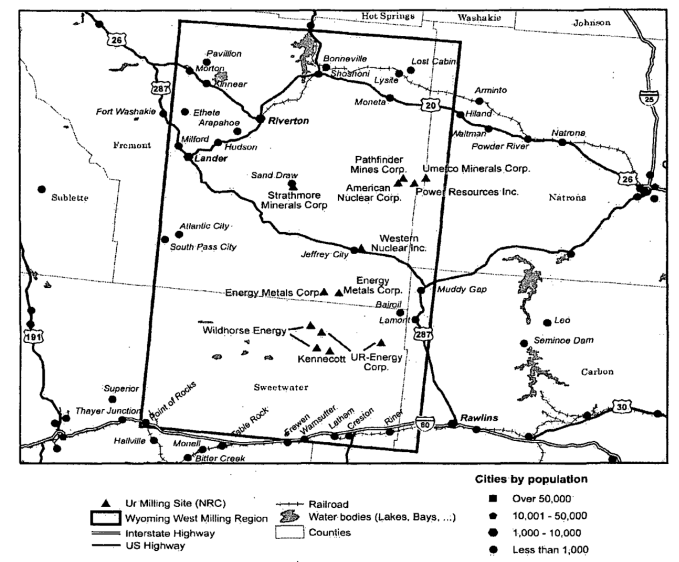 Hot Springs
Washakie
Johnson
26
Pavillion
Bonneville
Lost Cabin
Morton
Shoshoni
Lysite
Kinnear
287
Arminto
25
Ethete
Moneta
20
Fort Washakie
Arapahoe
Riverton
Hiland
Waltman
Natrona
Fremont
Milford
Hudson
Powder River
Lander
Pathfinder
Mines Corp.
Umetco Minerals Corp.
26
Sand Draw
American
Nuclear Corp.
Power Resources Inc.
Sublette
Strathmore
Minerals Corp
Natrona
Atlantic City
South Pass City
Western
Nuclear Inc.
Jeffrey City
Energy Metals Corp.
Energy
Metals Corp.
Muddy Gap
Bairoil
Lamont
Leo
191
Wildhorse Energy
287
Seminoe Dam
Kennecott
UR-Energy
Corp.
Carbon
Superior
Sweetwater
Thayer Junction
Point of Rocks
30
Rawlins
Hallville
Monell
Table Rock
Frewen
Wamsutter
Latham
Creston
Riner
80
Bitter Creek
Cities by population
Ur Milling Site (NRC)
Railroad
Over 50,000
Wyoming West Milling Region
Water bodies (Lakes, Bays, ...)
10,001 - 50,000
Interstate Highway
Counties
1,000 - 10,000
US Highway
Less than 1,000